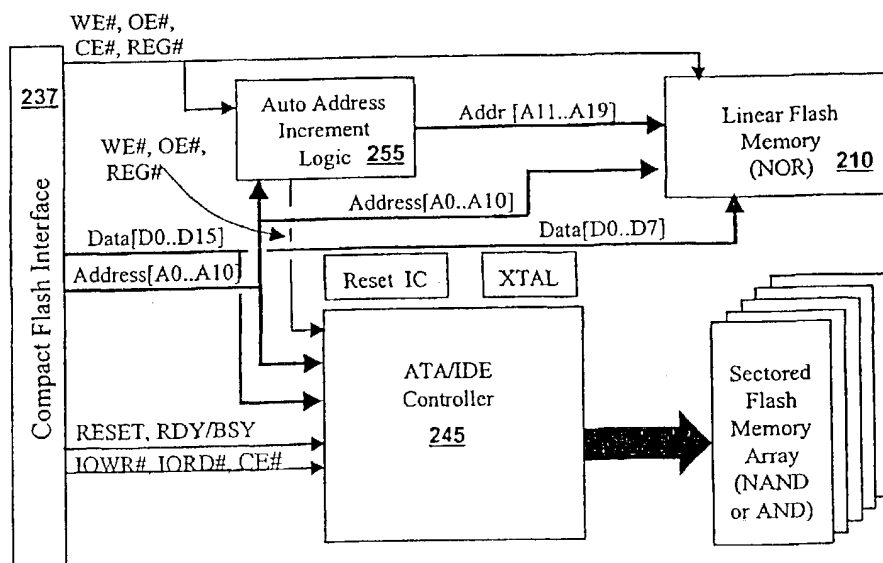 WE#, OE#,
CE#, REG#
237
Compact Flash Interface
Auto Address
Increment
Logic 255
Addr [A11..A19]
Linear Flash
Memory
(NOR) 210
WE#, OE#,
REG#
Address[A0..A10]
Data[D0..D15]
Data[D0..D7]
Address[A0..A10]
Reset IC
XTAL
ATA/IDE
Controller
245
Sectored
Flash
Memory
Array
(NAND
or AND)
RESET, RDY/BSY
IOWR#, IORD#, CE#